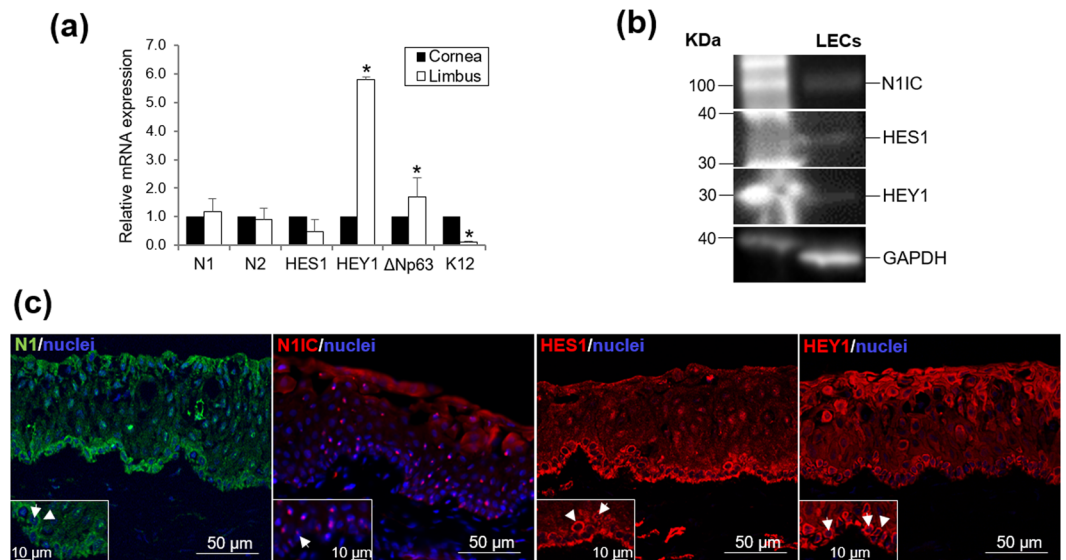 (a)
7.0
6.0
5.0
4.0
3.0
2.0
1.0
0.0
Relative mRNA expression
Cornea
Limbus
*
*
*
N1 N2 HES1 HEY1 ΔNp63 K12
(b)
KDa LECs
100 N1IC
40
HES1
30
30 HEY1
40
GAPDH
(c)
N1/nuclei N1IC/nuclei HES1/nuclei HEY1/nuclei
10 µm 50 µm 10 µm 50 µm 10 µm 50 µm 10 µm 50 µm